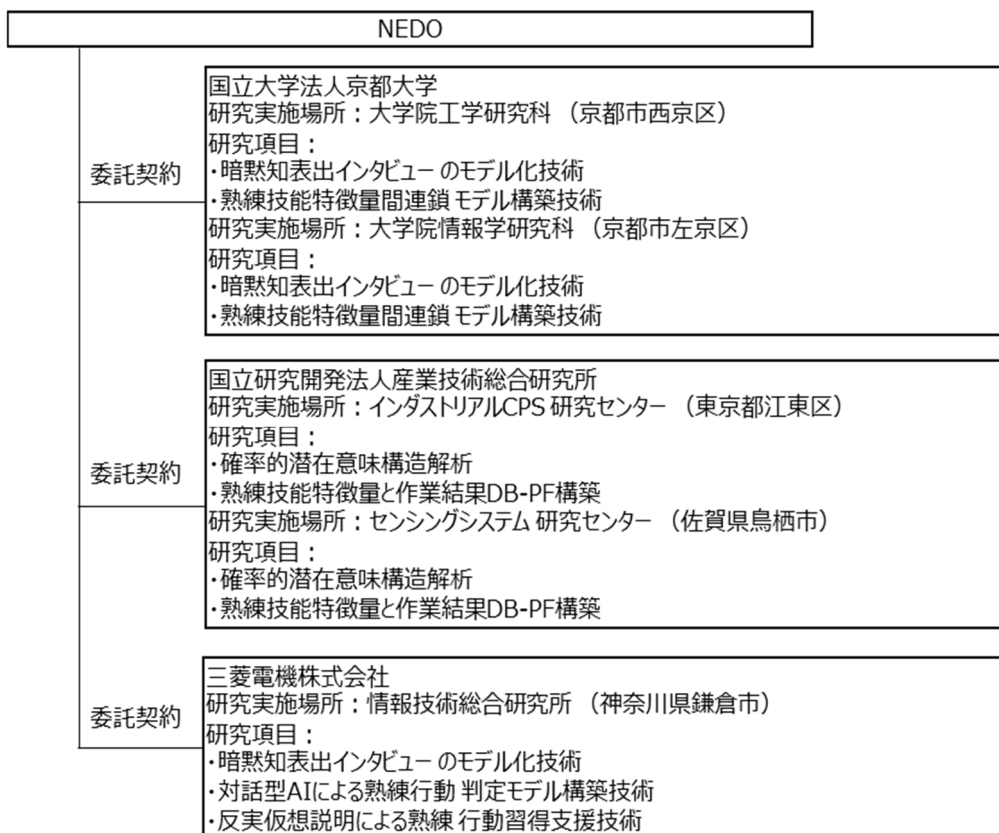 NEDO
国立大学法人京都大学
研究実施場所：大学院工学研究科 （京都市西京区）
研究項目：
委託契約
・暗黙知表出インタビューのモデル化技術
・熟練技能特徴量間連鎖モデル構築技術
研究実施場所：大学院情報学研究科 （京都市左京区）
研究項目：
・暗黙知表出インタビューのモデル化技術
・熟練技能特徴量間連鎖モデル構築技術
国立研究開発法人産業技術総合研究所
研究実施場所：インダストリアルCPS研究センター （東京都江東区）
研究項目：
委託契約
・確率的潜在意味構造解析
・熟練技能特徴量と作業結果DB-PF構築
研究実施場所：センシングシステム研究センター （佐賀県鳥栖市）
研究項目：
・確率的潜在意味構造解析
・熟練技能特徴量と作業結果DB-PF構築
三菱電機株式会社
研究実施場所：情報技術総合研究所 （神奈川県鎌倉市）
委託契約
研究項目：
・暗黙知表出インタビューのモデル化技術
・対話型AIによる熟練行動判定モデル構築技術
・反実仮想説明による熟練行動習得支援技術